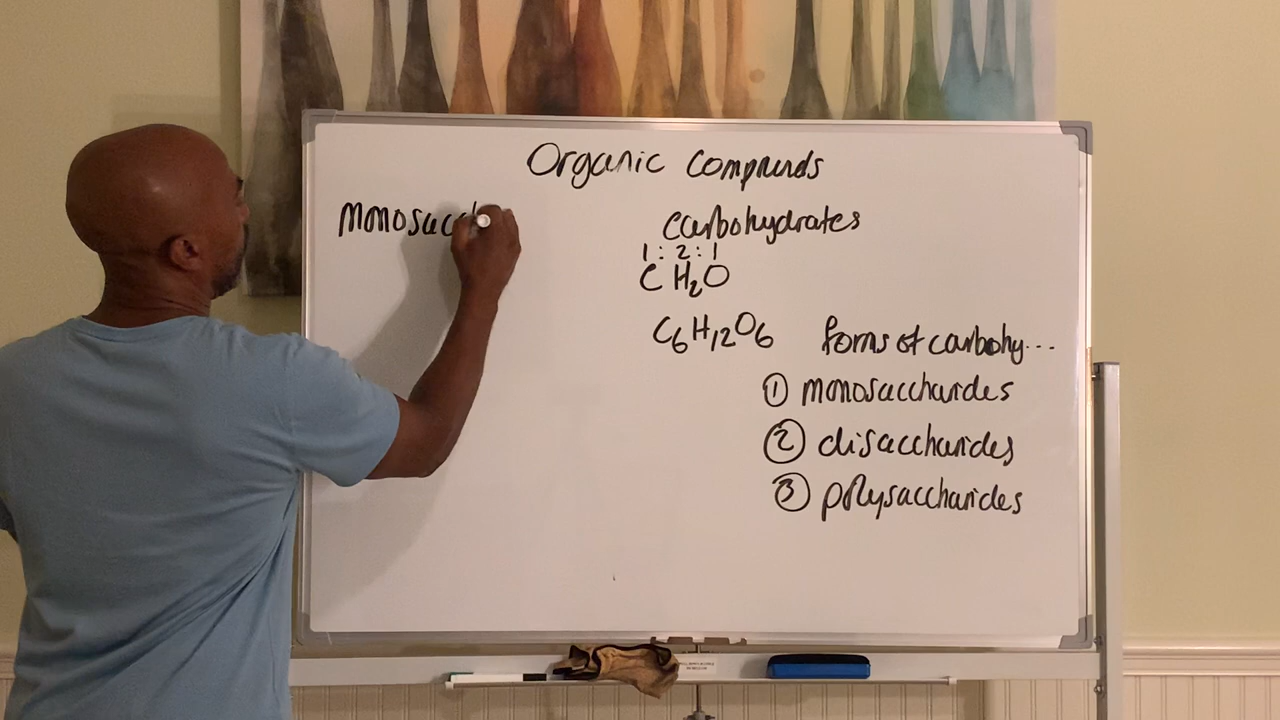 Organic Compounds
Monosacc
Carbohydrates
1 : 2 : 1
C H₂O
C₆H₁₂O₆
forms of carbohy...
① monosaccharides
② disaccharides
③ polysaccharides